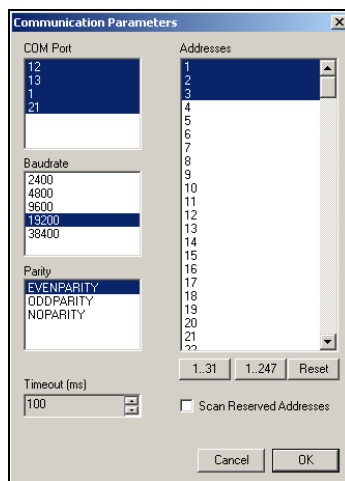 Communication Parameters
COM Port
12
13
1
21
Baudrate
2400
4800
9600
19200
38400
Parity
EVENPARITY
ODDPARITY
NOPARITY
Timeout (ms)
100
Addresses
1
2
3
4
5
6
7
8
9
10
11
12
13
14
15
16
17
18
19
20
21
22
1..31 1..247 Reset
Scan Reserved Addresses
Cancel OK